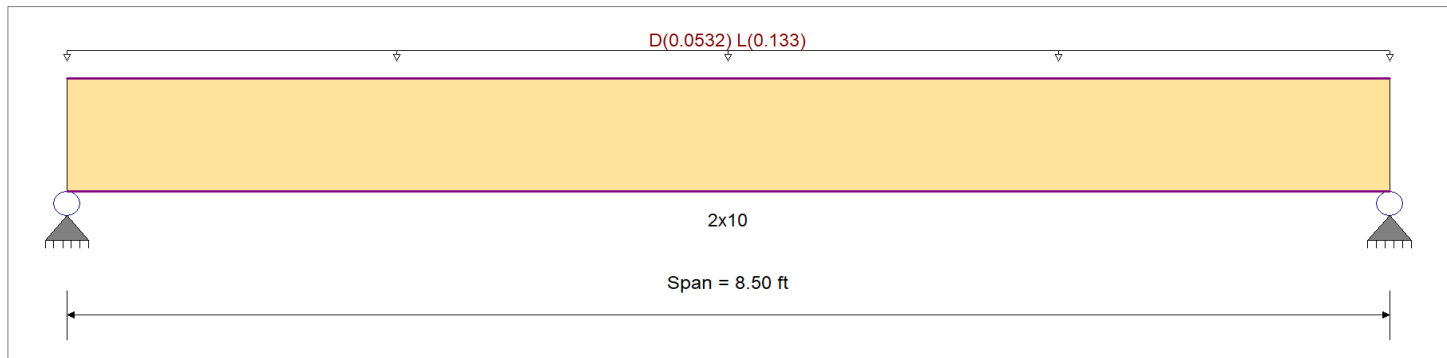 D(0.0532) L(0.133)
2x10
Span = 8.50 ft